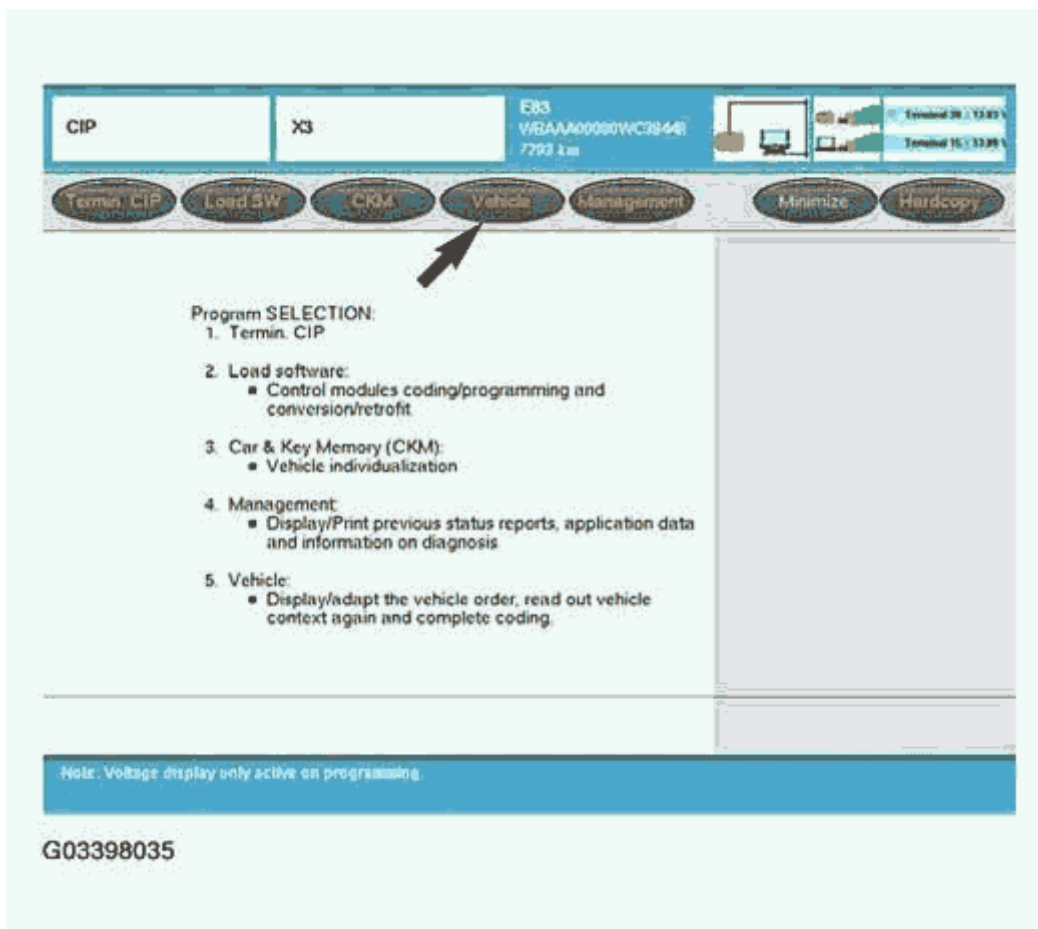 CIP
X3
E83
7793 km
Termin. CIP
Load SW
CKM
Vehicle
Management
Minimize
Hardcopy
Program SELECTION:
1. Termin. CIP
2. Load software:
▪ Control modules coding/programming and
conversion/retrofit
3. Car & Key Memory (CKM):
▪ Vehicle individualization
4. Management:
▪ Display/Print previous status reports, application data
and information on diagnosis
5. Vehicle:
▪ Display/adapt the vehicle order, read out vehicle
context again and complete coding.
Note: Voltage display only active on programming.
G03398035